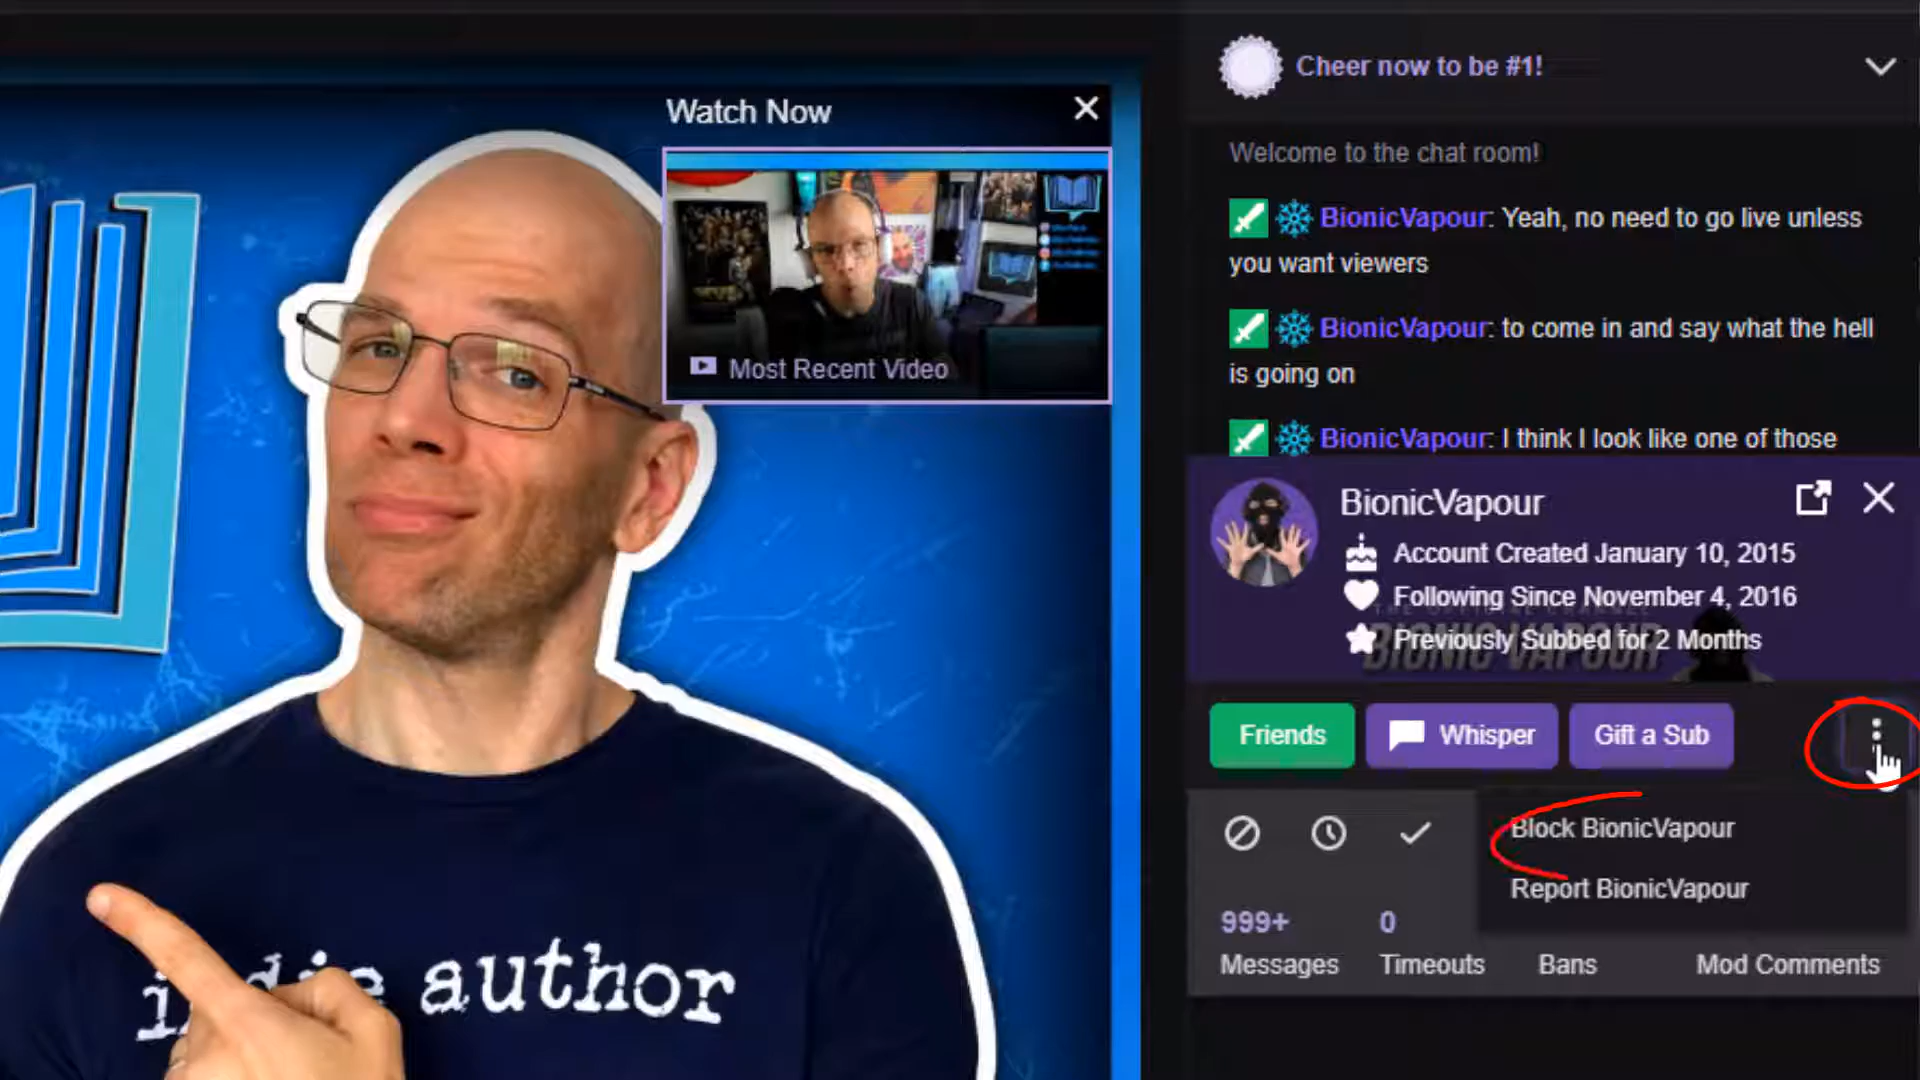 Cheer now to be #1!
Watch Now
Welcome to the chat room!
BionicVapour: Yeah, no need to go live unless
you want viewers
BionicVapour: to come in and say what the hell
is going on
Most Recent Video
BionicVapour: I think I look like one of those
BionicVapour
Account Created January 10, 2015
Following Since November 4, 2016
Previously Subbed for 2 Months
BIONIC VAPOUR
Friends
Whisper
Gift a Sub
Block BionicVapour
Report BionicVapour
999+
0
Messages
Timeouts
Bans
Mod Comments
indie author